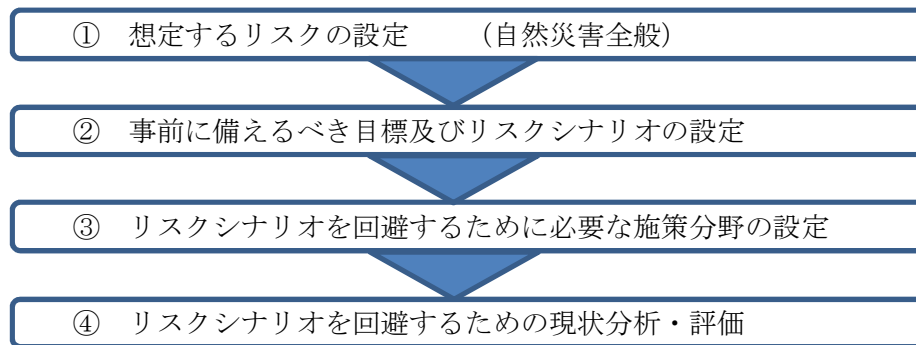 ① 想定するリスクの設定 （自然災害全般）
② 事前に備えるべき目標及びリスクシナリオの設定
③ リスクシナリオを回避するために必要な施策分野の設定
④ リスクシナリオを回避するための現状分析・評価